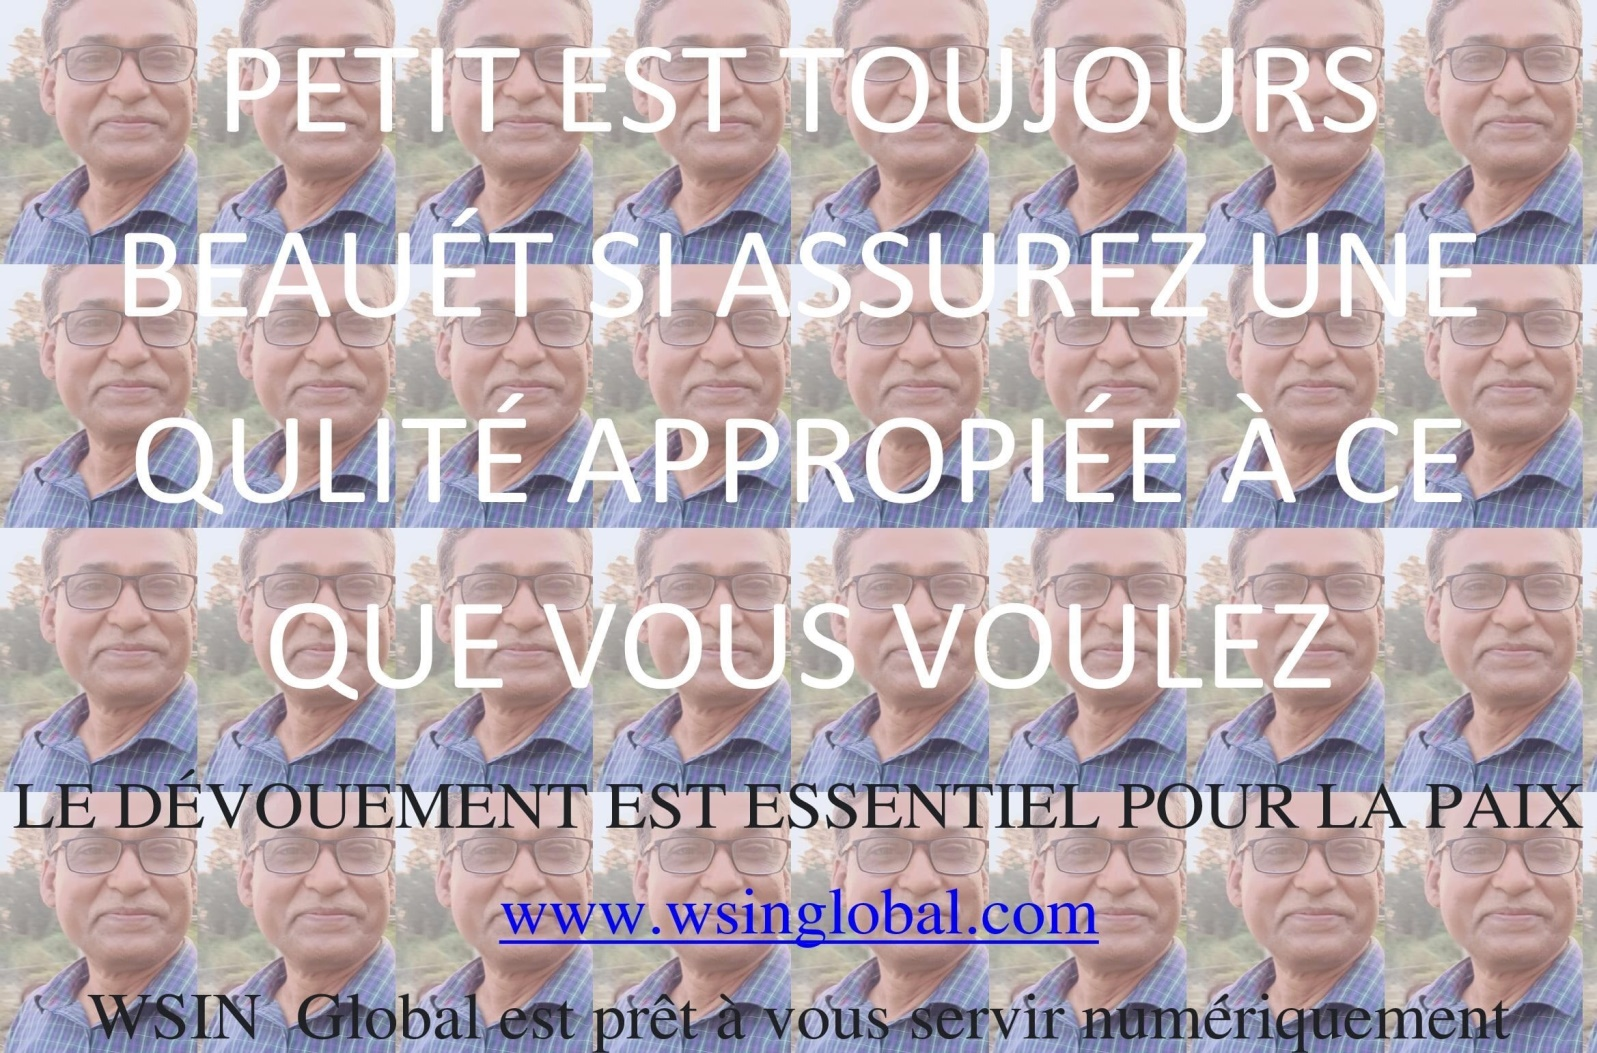 PETIT EST TOUJOURS
BEAUÉT SI ASSUREZ UNE
QULITÉ APPROPIÉE À CE
QUE VOUS VOULEZ
LE DÉVOUEMENT EST ESSENTIEL POUR LA PAIX
www.wsinglobal.com
WSIN Global est prêt à vous servir numériquement